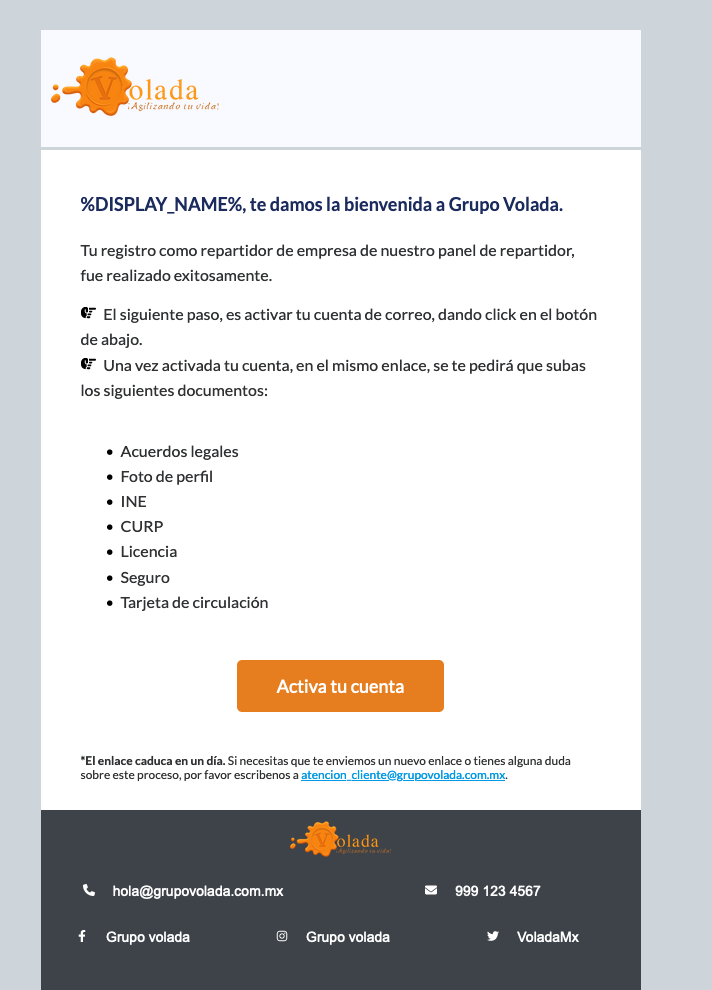 Volada
¡Agilizando tu vida!
%DISPLAY_NAME%, te damos la bienvenida a Grupo Volada.
Tu registro como repartidor de empresa de nuestro panel de repartidor,
fue realizado exitosamente.
☛ El siguiente paso, es activar tu cuenta de correo, dando click en el botón
de abajo.
☛ Una vez activada tu cuenta, en el mismo enlace, se te pedirá que subas
los siguientes documentos:
• Acuerdos legales
• Foto de perfil
• INE
• CURP
• Licencia
• Seguro
• Tarjeta de circulación
Activa tu cuenta
*El enlace caduca en un día. Si necesitas que te enviemos un nuevo enlace o tienes alguna duda
sobre este proceso, por favor escribenos a atencion_cliente@grupovolada.com.mx.
Volada
¡Agilizando tu vida!
hola@grupovolada.com.mx 999 123 4567
Grupo volada Grupo volada VoladaMx